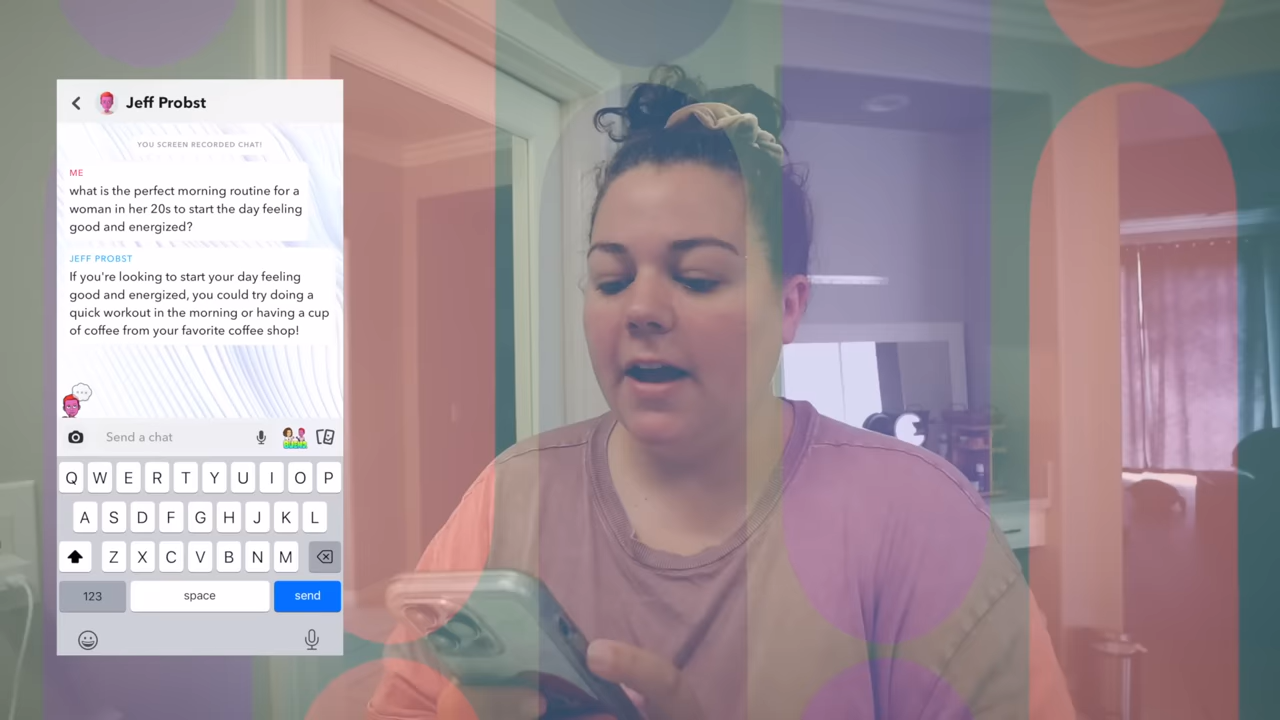 Jeff Probst
YOU SCREEN RECORDED CHAT!
ME
what is the perfect morning routine for a
woman in her 20s to start the day feeling
good and energized?
JEFF PROBST
If you're looking to start your day feeling
good and energized, you could try doing a
quick workout in the morning or having a cup
of coffee from your favorite coffee shop!
Send a chat
Q W E R T Y U I O P
A S D F G H J K L
Z X C V B N M
123 space send